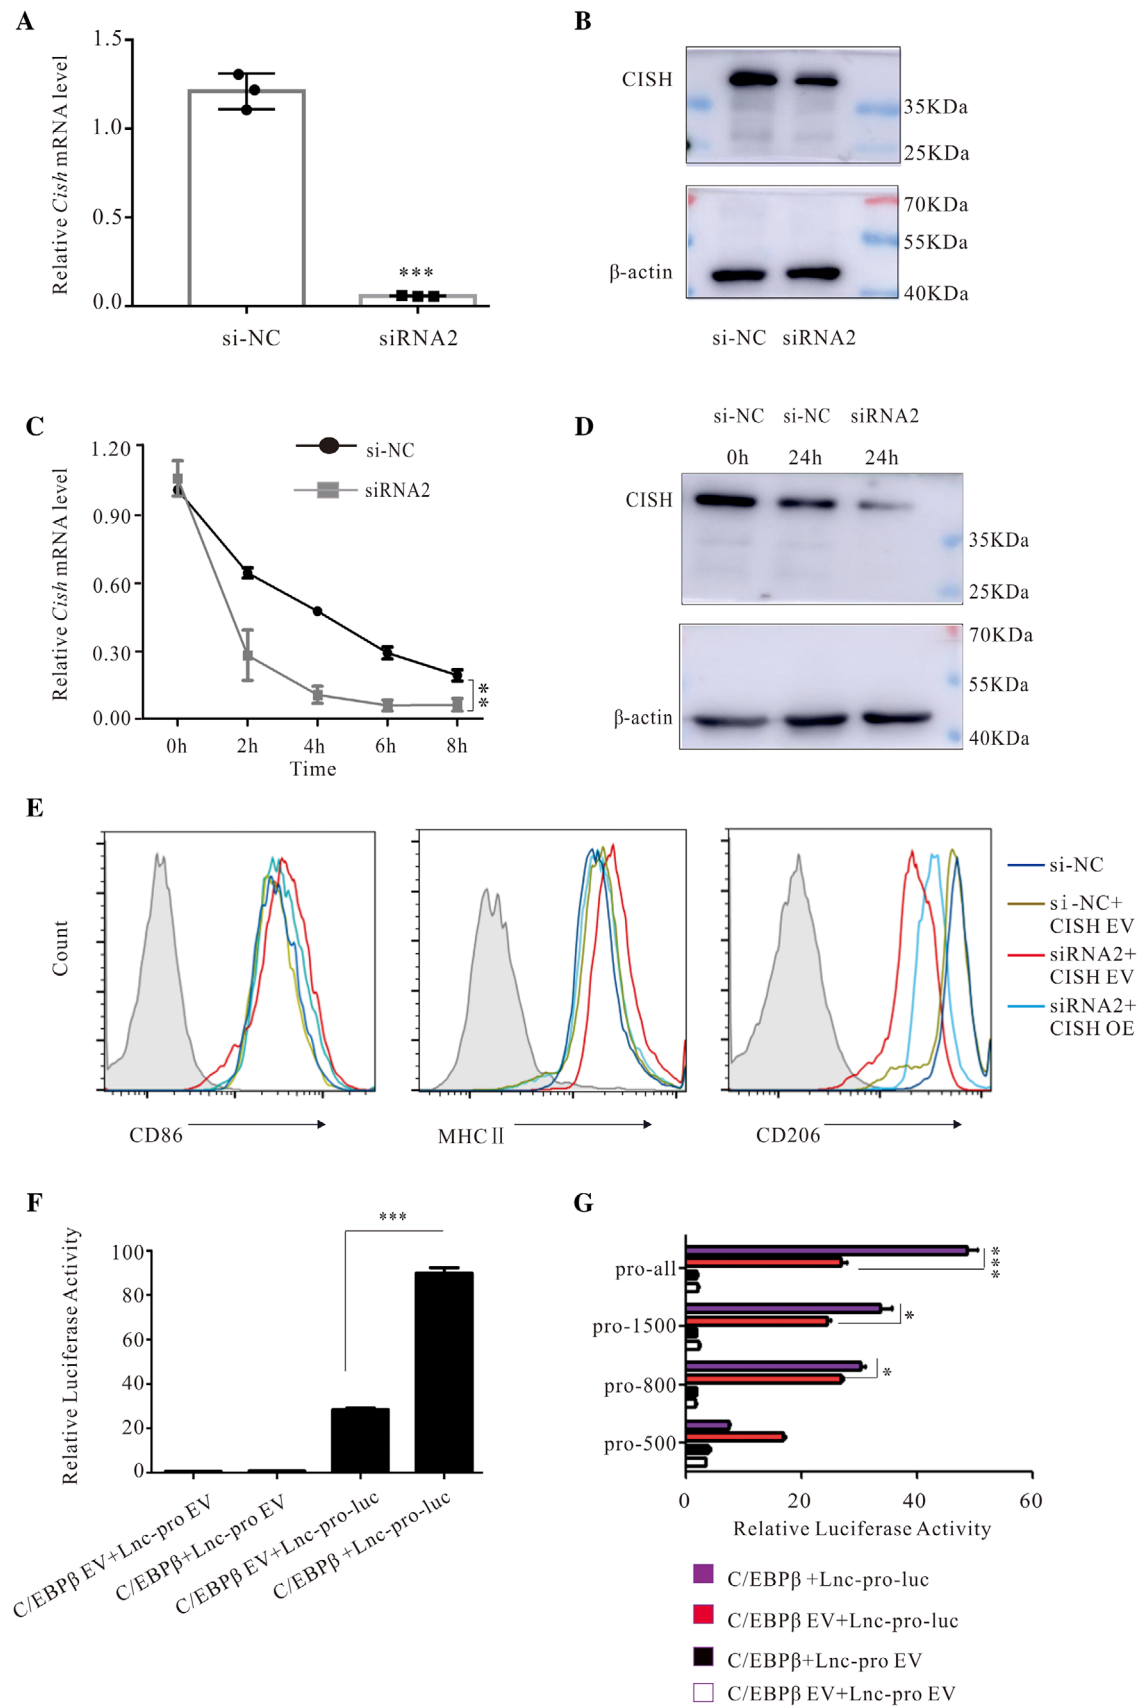 A
Relative Cish mRNA level
1.5
1.0
0.5
0.0
***
si-NC
siRNA2
B
CISH
35KDa
25KDa
70KDa
55KDa
β-actin
40KDa
si-NC siRNA2
C
Relative Cish mRNA level
1.20
0.90
0.60
0.30
0.00
si-NC
siRNA2
**
0h 2h 4h 6h 8h
Time
D
si-NC si-NC siRNA2
0h 24h 24h
CISH
35KDa
25KDa
70KDa
55KDa
β-actin
40KDa
E
Count
CD86
MHCⅡ
CD206
si-NC
si-NC+
CISH EV
siRNA2+
CISH EV
siRNA2+
CISH OE
F
Relative Luciferase Activity
100
80
60
40
20
0
***
C/EBPβ EV+Lnc-pro EV
C/EBPβ+Lnc-pro EV
C/EBPβ EV+Lnc-pro-luc
C/EBPβ +Lnc-pro-luc
G
pro-all
***
pro-1500
*
pro-800
*
pro-500
0 20 40 60
Relative Luciferase Activity
C/EBPβ +Lnc-pro-luc
C/EBPβ EV+Lnc-pro-luc
C/EBPβ+Lnc-pro EV
C/EBPβ EV+Lnc-pro EV